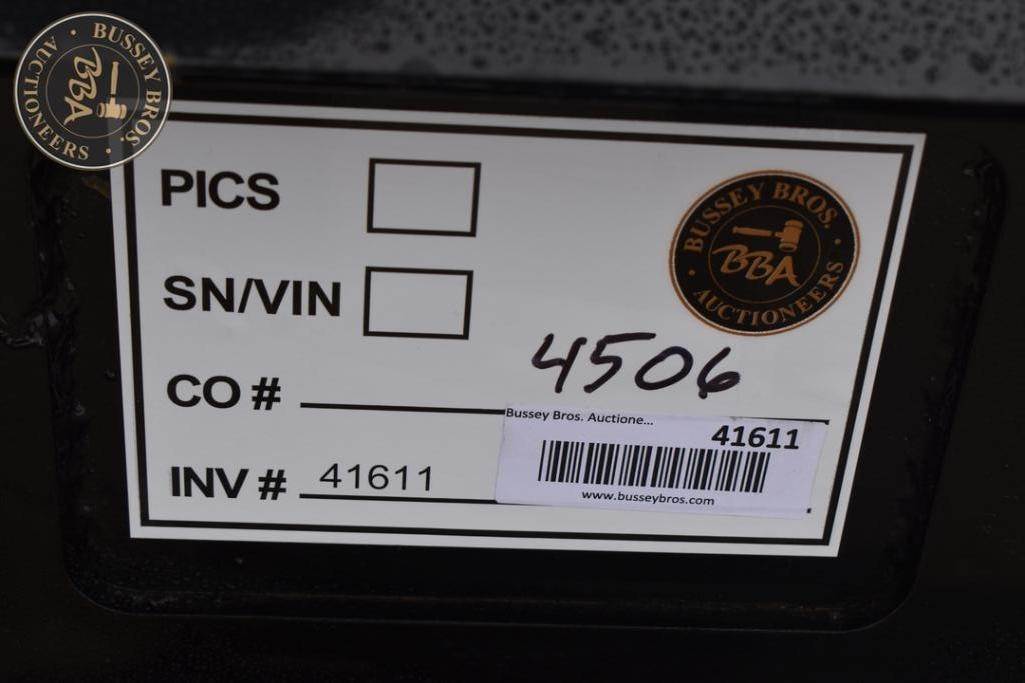 BUSSEY BROS. AUCTIONEERS
BBA
PICS
BUSSEY BROS. AUCTIONEERS
BBA
SN/VIN
4506
CO #
Bussey Bros. Auctione...
41611
INV # 41611
www.busseybros.com